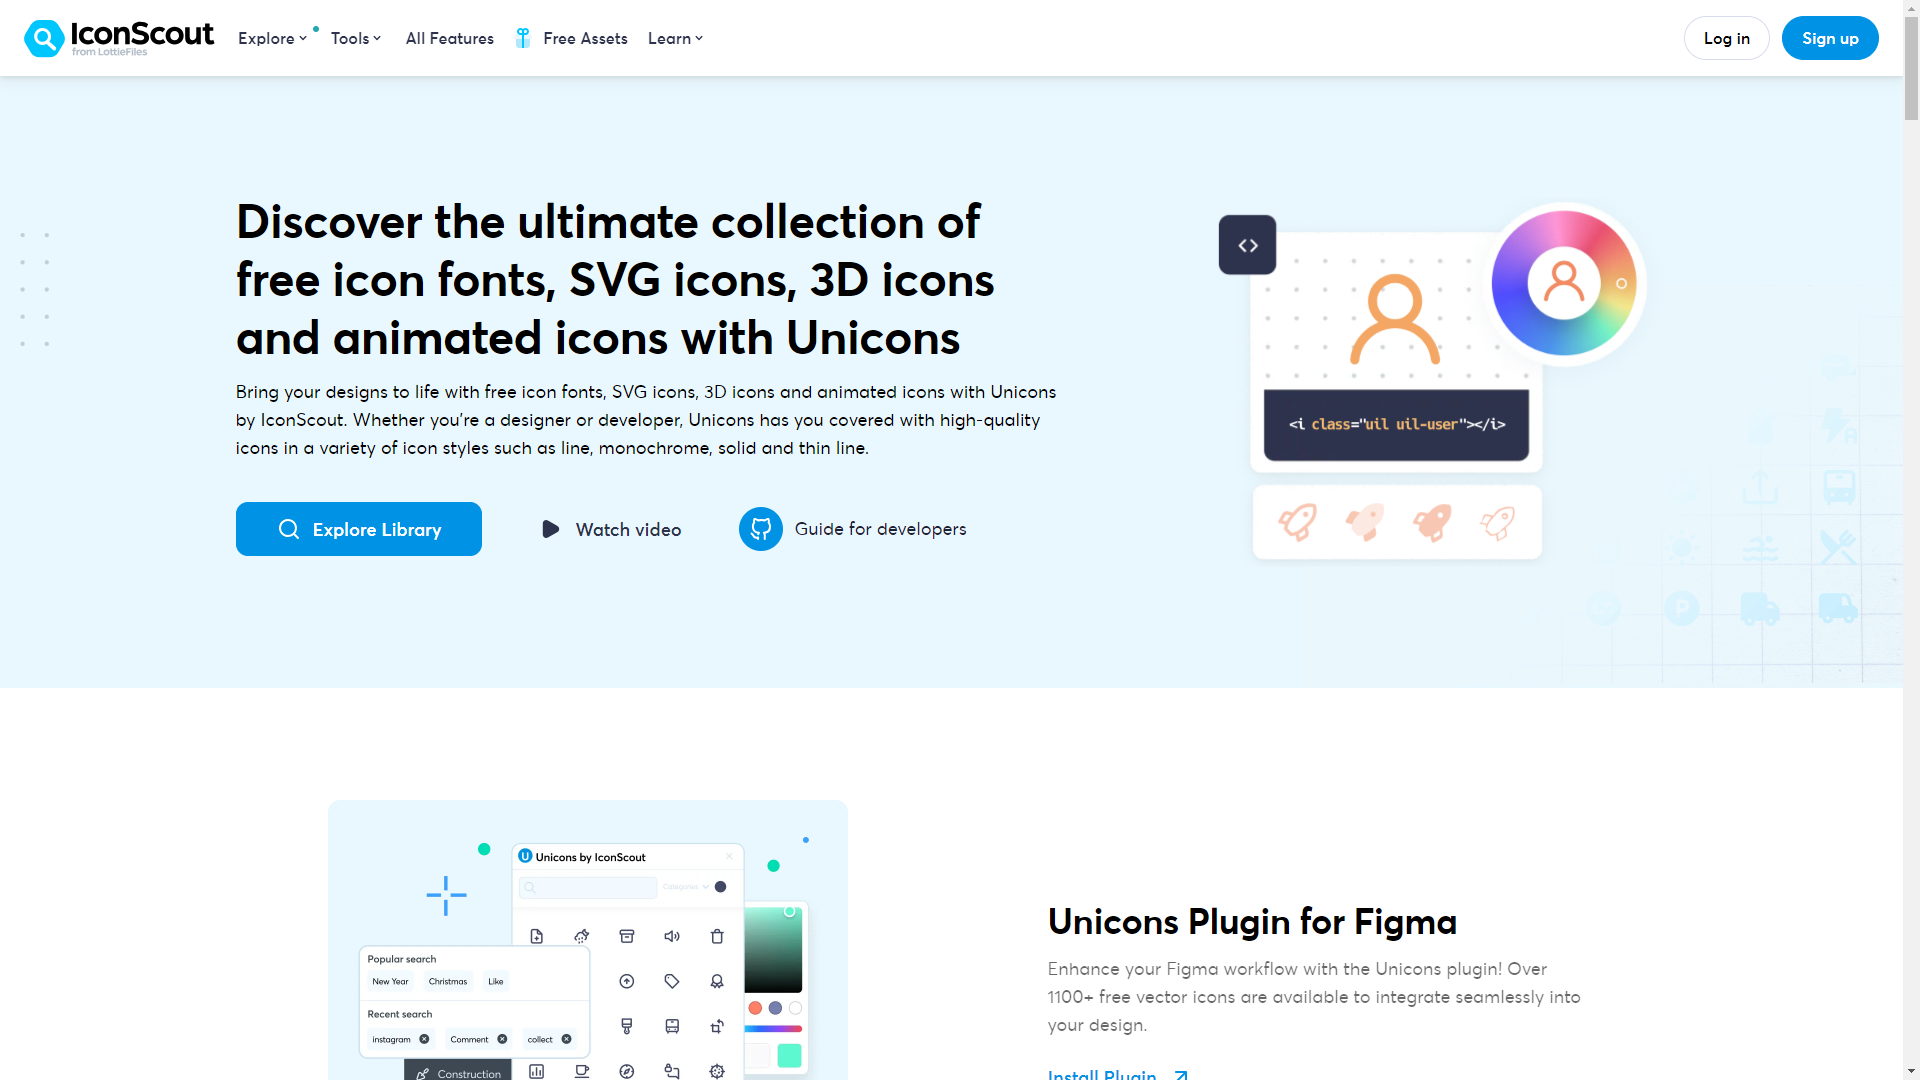 IconScout
from LottieFiles
Explore
Tools
All Features
Free Assets
Learn
Log in
Sign up
Discover the ultimate collection of
free icon fonts, SVG icons, 3D icons
and animated icons with Unicons
Bring your designs to life with free icon fonts, SVG icons, 3D icons and animated icons with Unicons
by IconScout. Whether you're a designer or developer, Unicons has you covered with high-quality
icons in a variety of icon styles such as line, monochrome, solid and thin line.
Explore Library
Watch video
Guide for developers
<i class="uil uil-user"></i>
P
Unicons by IconScout
Categories
Popular search
New Year
Christmas
Like
Recent search
instagram
Comment
collect
Construction
Unicons Plugin for Figma
Enhance your Figma workflow with the Unicons plugin! Over
1100+ free vector icons are available to integrate seamlessly into
your design.
Install Plugin